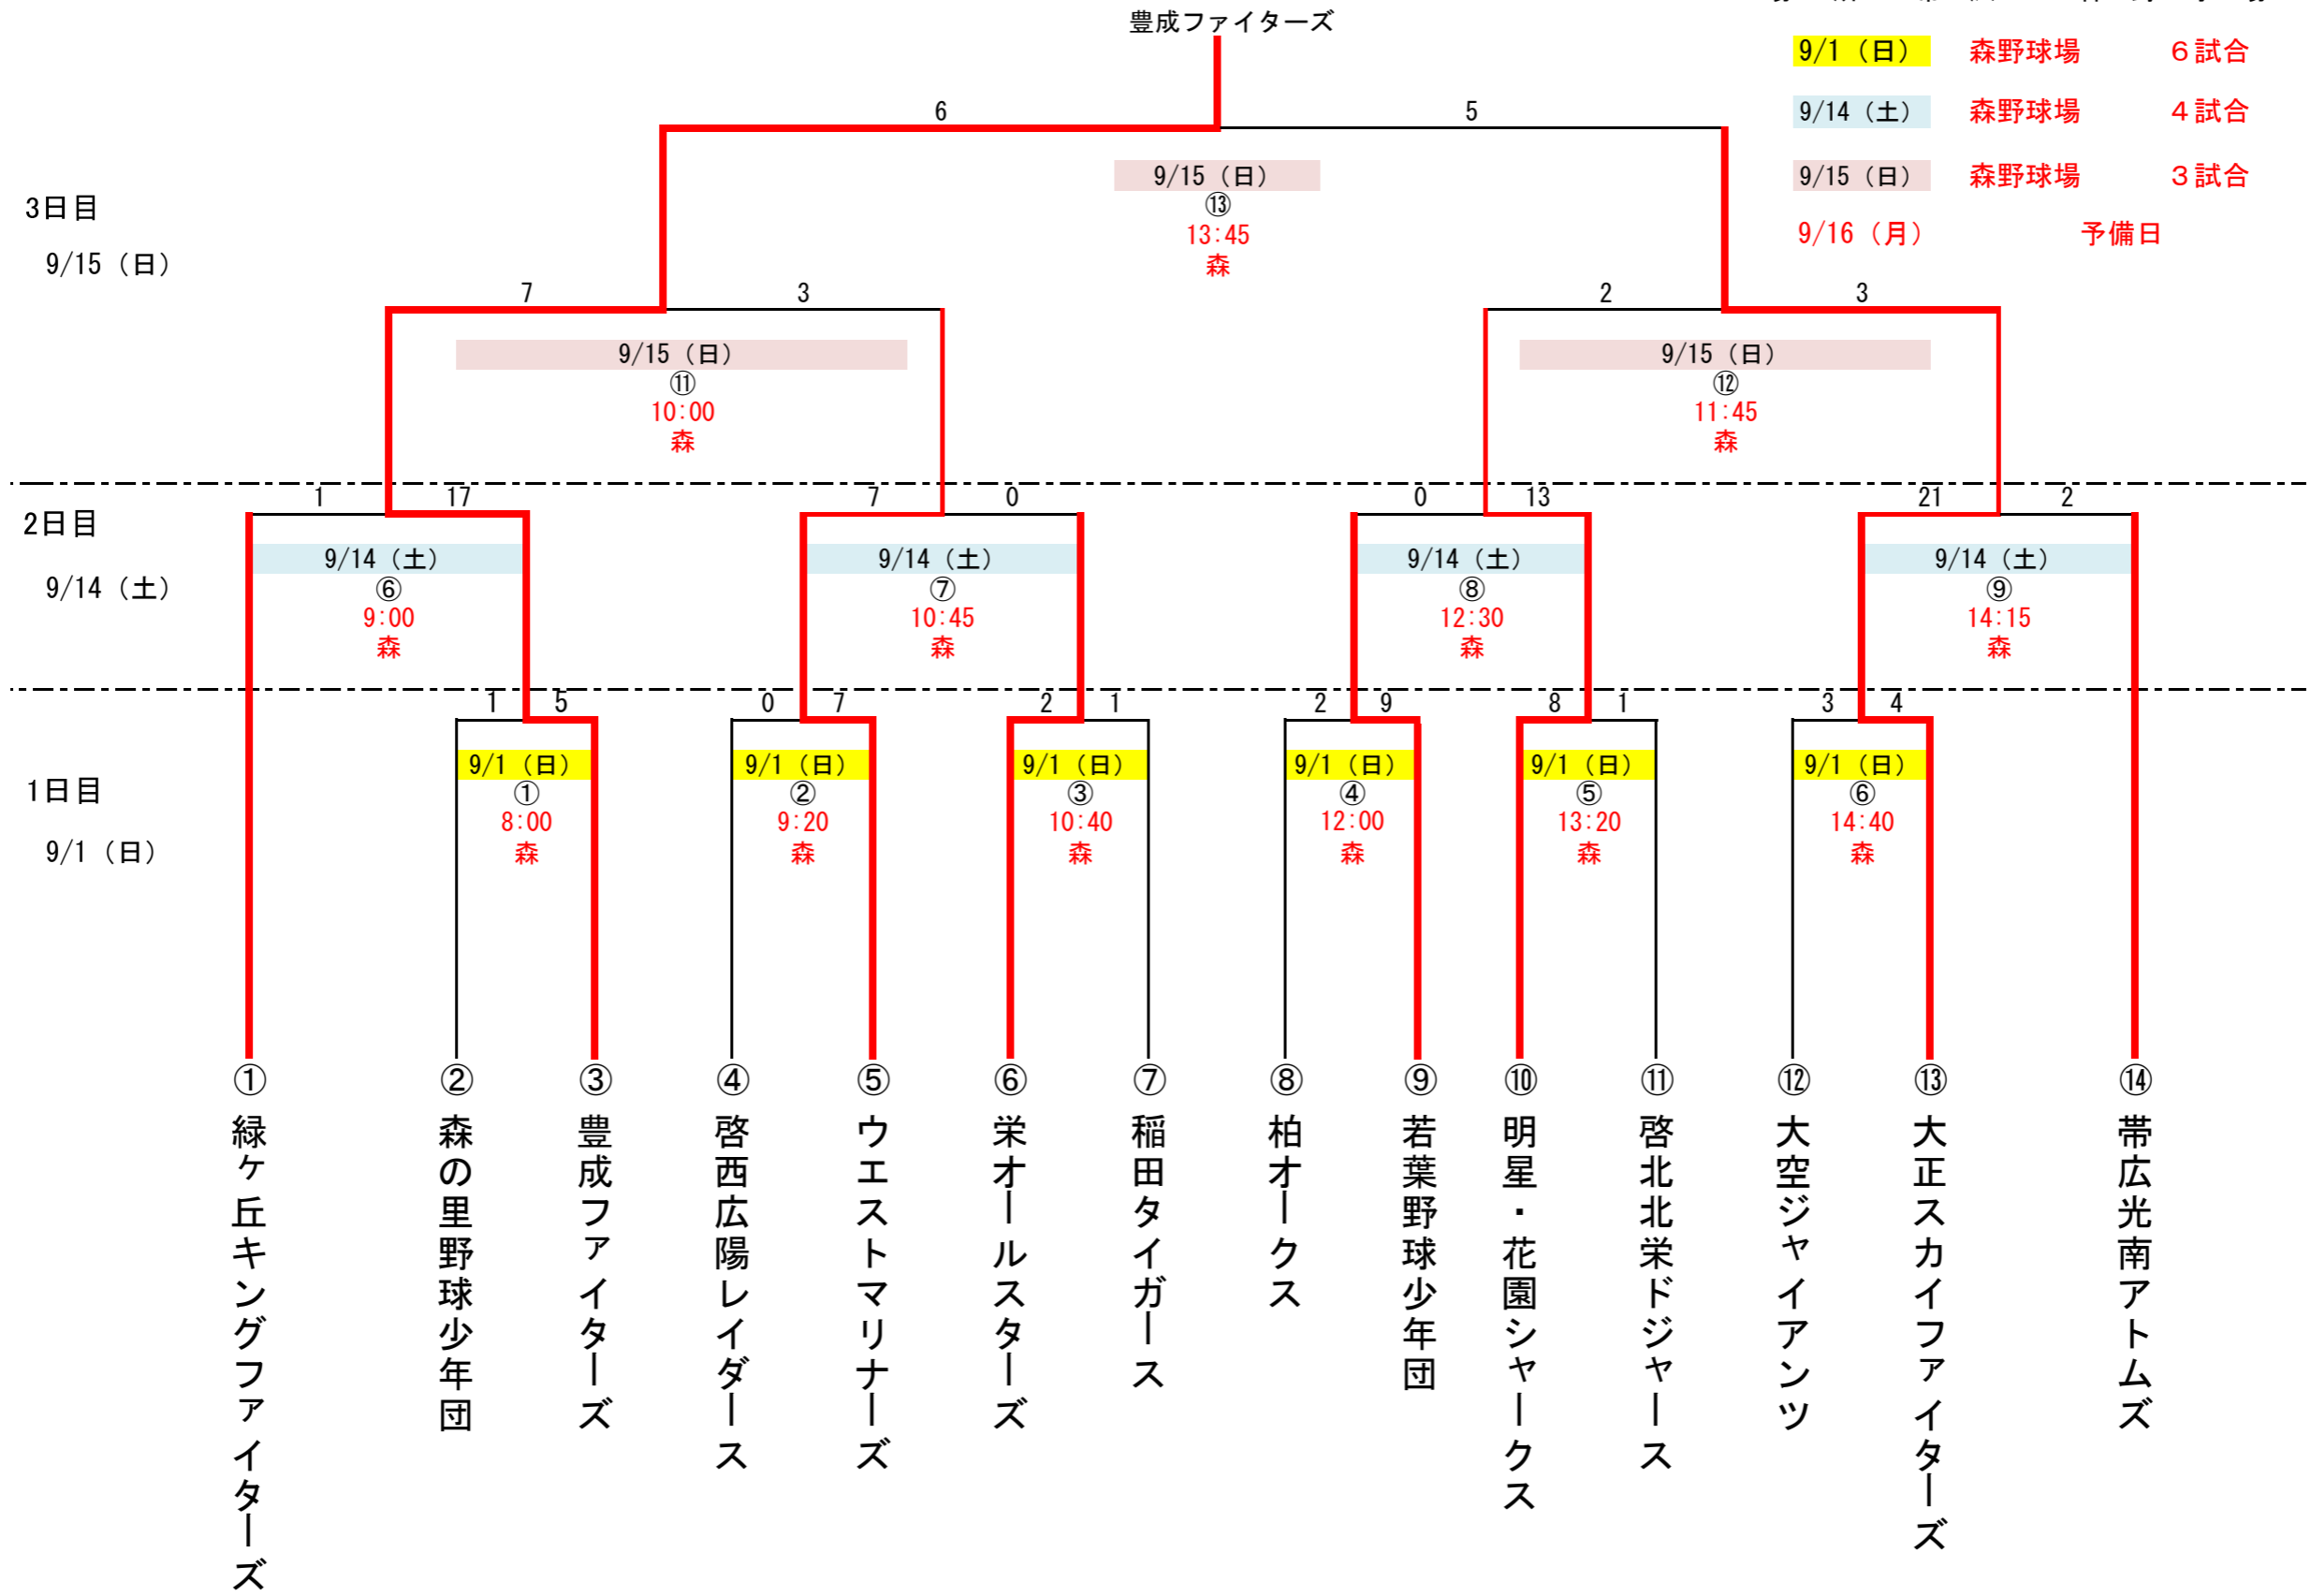 豊成ファイターズ
9/1（日） 森野球場 ６試合
6 5
9/14（土） 森野球場 ４試合
9/15（日）
9/15（日） 森野球場 ３試合
3日目
⑬
13:45
9/16（月） 予備日
9/15（日）
森
7 3 2 3
9/15（日） 9/15（日）
⑪ ⑫
10:00 11:45
森 森
1 17 7 0 0 13 21 2
2日目
9/14（土） 9/14（土） 9/14（土） 9/14（土）
9/14（土）
⑥ ⑦ ⑧ ⑨
9:00 10:45 12:30 14:15
森 森 森 森
1 5 0 7 2 1 2 9 8 1 3 4
9/1（日） 9/1（日） 9/1（日） 9/1（日） 9/1（日） 9/1（日）
1日目
① ② ③ ④ ⑤ ⑥
8:00 9:20 10:40 12:00 13:20 14:40
9/1（日）
森 森 森 森 森 森
① 緑ヶ丘キングファイターズ
② 森の里野球少年団
③ 豊成ファイターズ
④ 啓西広陽レイダース
⑤ ウエストマリナーズ
⑥ 栄オールスターズ
⑦ 稲田タイガース
⑧ 柏オークス
⑨ 若葉野球少年団
⑩ 明星・花園シャークス
⑪ 啓北北栄ドジャース
⑫ 大空ジャイアンツ
⑬ 大正スカイファイターズ
⑭ 帯広光南アトムズ